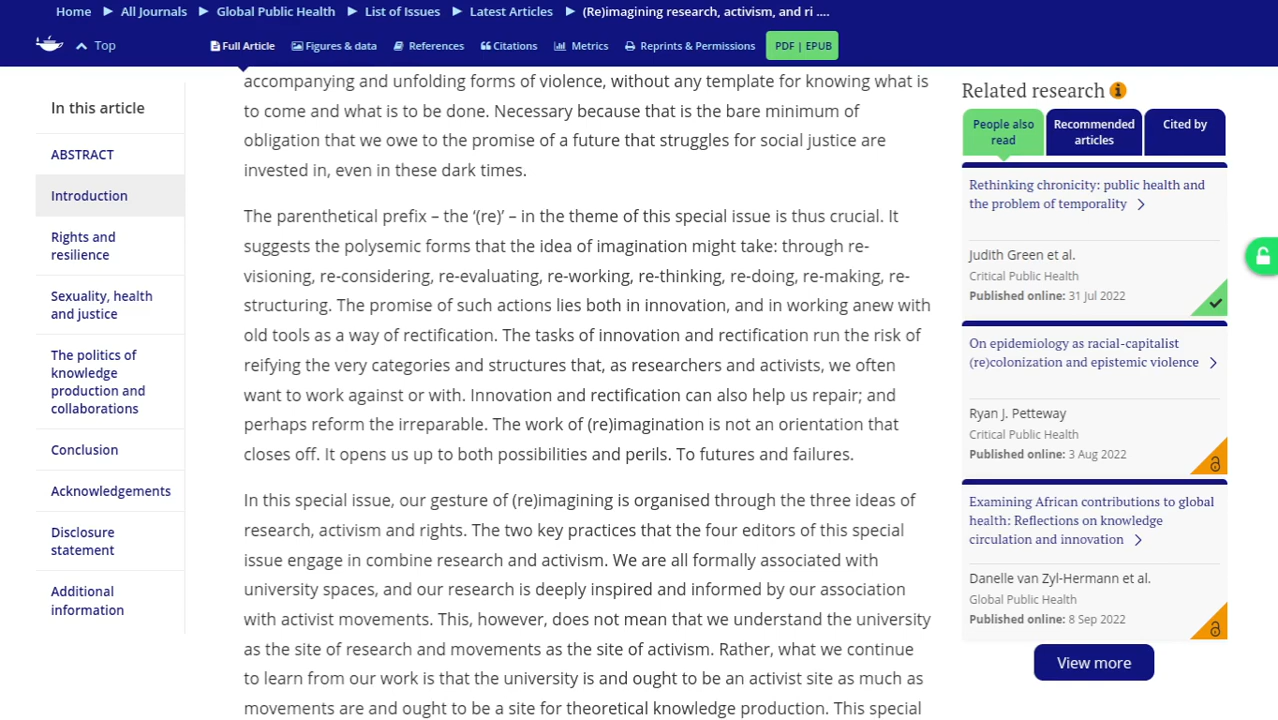 Home
All Journals
Global Public Health
List of Issues
Latest Articles
(Re)imagining research, activism, and ri ....
Top
Full Article
Figures & data
References
Citations
Metrics
Reprints & Permissions
PDF | EPUB
In this article
ABSTRACT
Introduction
Rights and
resilience
Sexuality, health
and justice
The politics of
knowledge
production and
collaborations
Conclusion
Acknowledgements
Disclosure
statement
Additional
information
accompanying and unfolding forms of violence, without any template for knowing what is
to come and what is to be done. Necessary because that is the bare minimum of
obligation that we owe to the promise of a future that struggles for social justice are
invested in, even in these dark times.
The parenthetical prefix – the ‘(re)’ – in the theme of this special issue is thus crucial. It
suggests the polysemic forms that the idea of imagination might take: through re-
visioning, re-considering, re-evaluating, re-working, re-thinking, re-doing, re-making, re-
structuring. The promise of such actions lies both in innovation, and in working anew with
old tools as a way of rectification. The tasks of innovation and rectification run the risk of
reifying the very categories and structures that, as researchers and activists, we often
want to work against or with. Innovation and rectification can also help us repair; and
perhaps reform the irreparable. The work of (re)imagination is not an orientation that
closes off. It opens us up to both possibilities and perils. To futures and failures.
In this special issue, our gesture of (re)imagining is organised through the three ideas of
research, activism and rights. The two key practices that the four editors of this special
issue engage in combine research and activism. We are all formally associated with
university spaces, and our research is deeply inspired and informed by our association
with activist movements. This, however, does not mean that we understand the university
as the site of research and movements as the site of activism. Rather, what we continue
to learn from our work is that the university is and ought to be an activist site as much as
movements are and ought to be a site for theoretical knowledge production. This special
Related research
People also
read
Recommended
articles
Cited by
Rethinking chronicity: public health and
the problem of temporality
Judith Green et al.
Critical Public Health
Published online: 31 Jul 2022
On epidemiology as racial-capitalist
(re)colonization and epistemic violence
Ryan J. Petteway
Critical Public Health
Published online: 3 Aug 2022
Examining African contributions to global
health: Reflections on knowledge
circulation and innovation
Danelle van Zyl-Hermann et al.
Global Public Health
Published online: 8 Sep 2022
View more